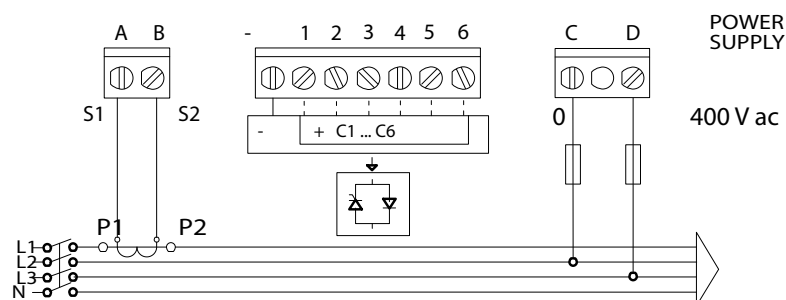 A B - 1 2 3 4 5 6 C D POWER
SUPPLY
S1 S2 0 400 V ac
- + C1 ... C6
P1 P2
L1
L2
L3
N